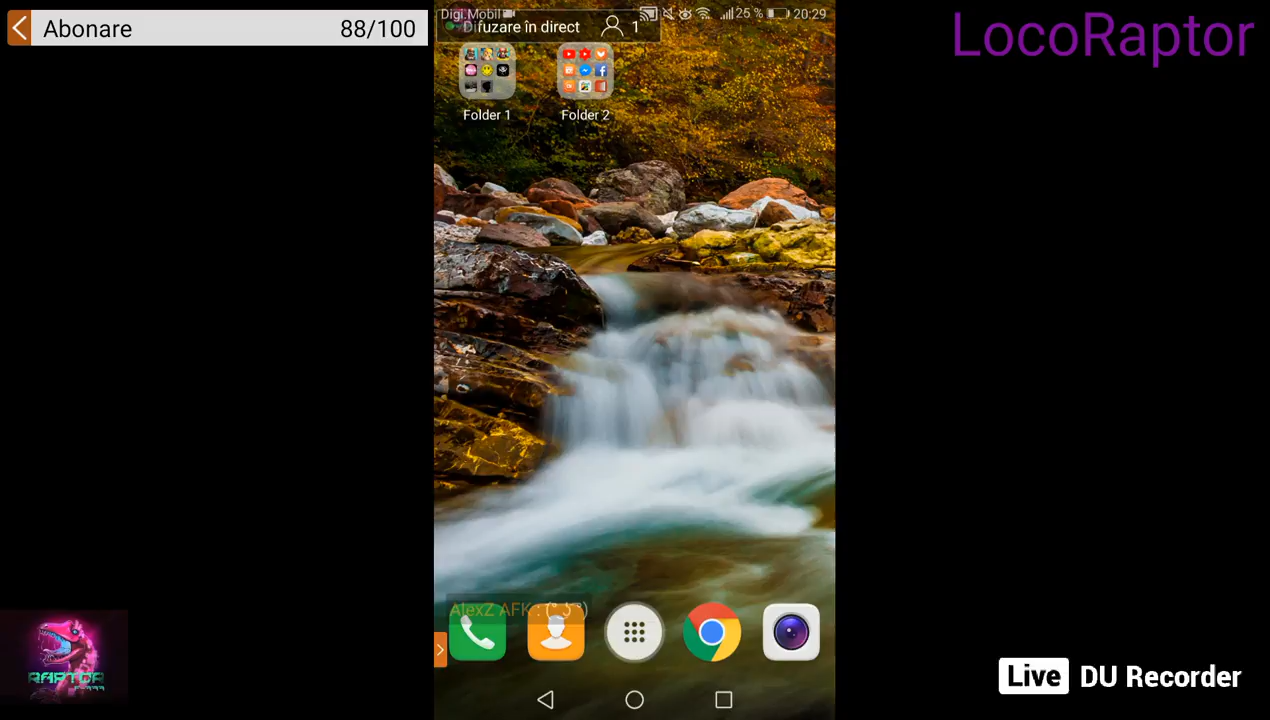 Abonare 88/100
Digi.Mobil 25 % 20:29
Difuzare în direct 1
LocoRaptor
Folder 1 Folder 2
AlexZ AFK : (° ʖ °)
RAPTOR
Live DU Recorder